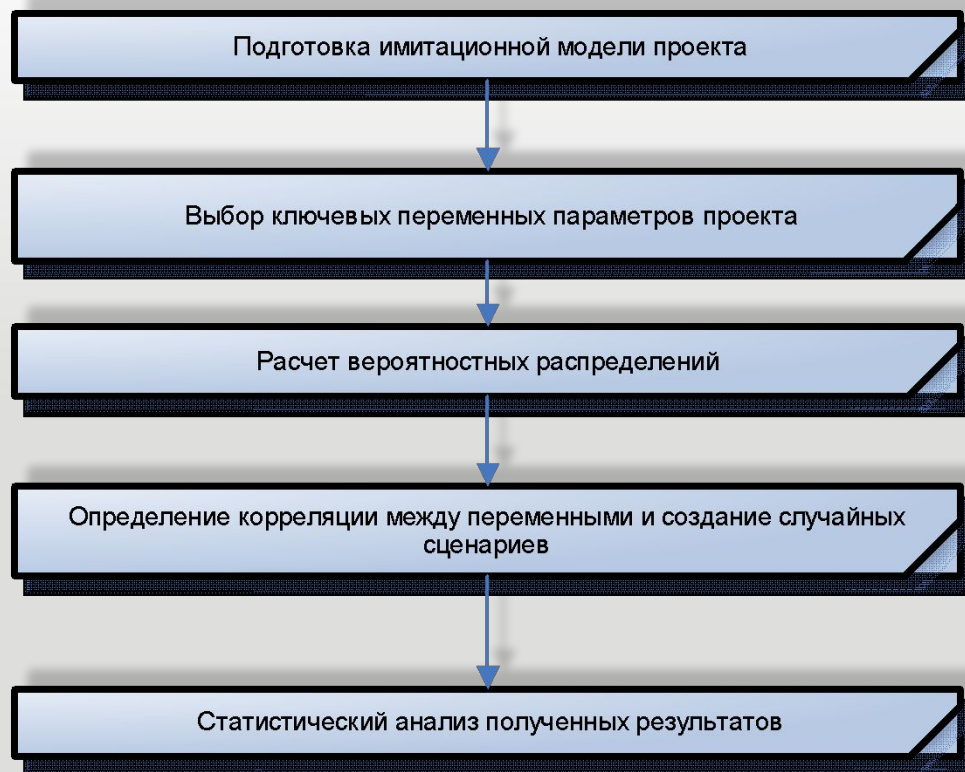 Подготовка имитационной модели проекта
Выбор ключевых переменных параметров проекта
Расчет вероятностных распределений
Определение корреляции между переменными и создание случайных
сценариев
Статистический анализ полученных результатов